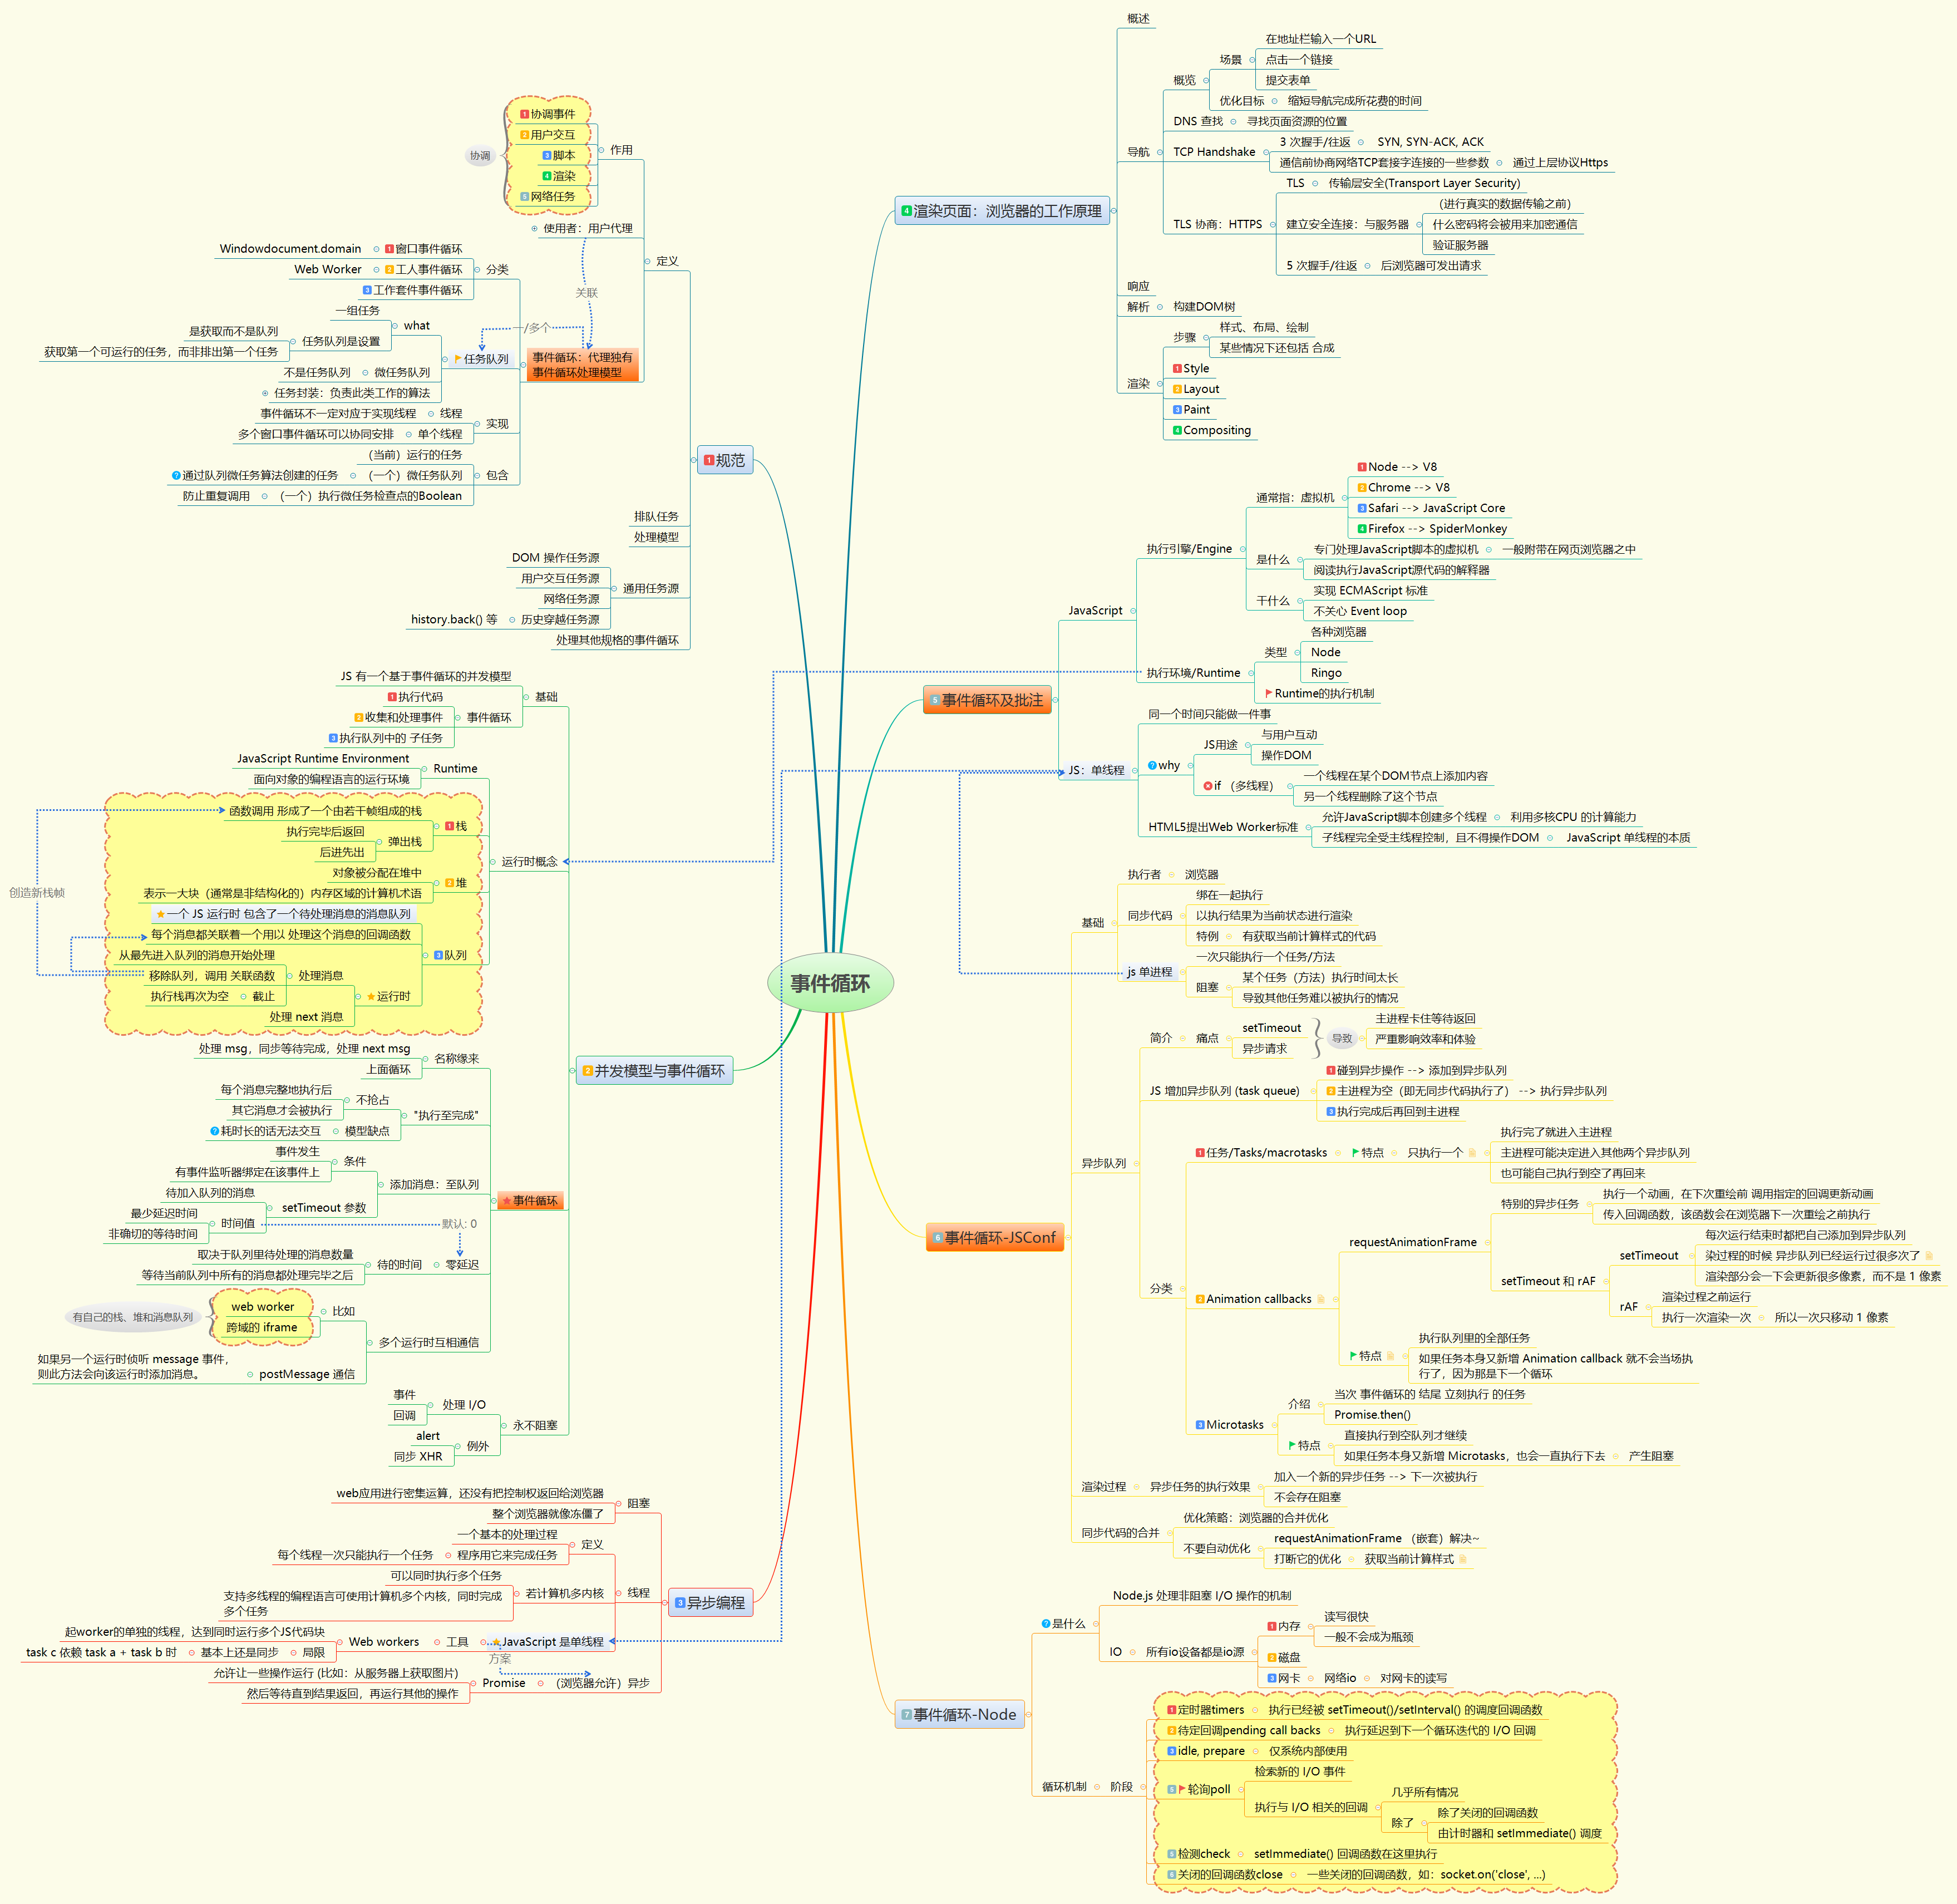 事件循环
1 规范
定义
作用
1 协调事件
2 用户交互
3 脚本
4 渲染
5 网络任务
协调
使用者：用户代理
关联
一/多个
事件循环：代理独有
事件循环处理模型
分类
1 窗口事件循环
Windowdocument.domain
2 工人事件循环
Web Worker
3 工作套件事件循环
任务队列
what
一组任务
任务队列是设置
是获取而不是队列
获取第一个可运行的任务，而非排出第一个任务
微任务队列
不是任务队列
任务封装：负责此类工作的算法
实现
线程
事件循环不一定对应于实现线程
单个线程
多个窗口事件循环可以协同安排
包含
（当前）运行的任务
（一个）微任务队列
通过队列微任务算法创建的任务
（一个）执行微任务检查点的Boolean
防止重复调用
排队任务
处理模型
通用任务源
DOM 操作任务源
用户交互任务源
网络任务源
历史穿越任务源
history.back() 等
处理其他规格的事件循环
2 并发模型与事件循环
基础
JS 有一个基于事件循环的并发模型
事件循环
1 执行代码
2 收集和处理事件
3 执行队列中的 子任务
运行时概念
Runtime
JavaScript Runtime Environment
面向对象的编程语言的运行环境
1 栈
函数调用 形成了一个由若干帧组成的栈
弹出栈
执行完毕后返回
后进先出
2 堆
对象被分配在堆中
表示一大块（通常是非结构化的）内存区域的计算机术语
3 队列
一个 JS 运行时 包含了一个待处理消息的消息队列
每个消息都关联着一个用以 处理这个消息的回调函数
运行时
从最先进入队列的消息开始处理
处理消息
移除队列，调用 关联函数
截止
执行栈再次为空
处理 next 消息
创造新栈帧
事件循环
名称缘来
处理 msg，同步等待完成，处理 next msg
上面循环
"执行至完成"
不抢占
每个消息完整地执行后
其它消息才会被执行
模型缺点
耗时长的话无法交互
添加消息：至队列
条件
事件发生
有事件监听器绑定在该事件上
setTimeout 参数
待加入队列的消息
时间值
最少延迟时间
非确切的等待时间
默认: 0
零延迟
待的时间
取决于队列里待处理的消息数量
等待当前队列中所有的消息都处理完毕之后
多个运行时互相通信
比如
web worker
跨域的 iframe
有自己的栈、堆和消息队列
postMessage 通信
如果另一个运行时侦听 message 事件，
则此方法会向该运行时添加消息。
永不阻塞
处理 I/O
事件
回调
例外
alert
同步 XHR
3 异步编程
阻塞
web应用进行密集运算，还没有把控制权返回给浏览器
整个浏览器就像冻僵了
线程
定义
一个基本的处理过程
程序用它来完成任务
每个线程一次只能执行一个任务
若计算机多内核
可以同时执行多个任务
支持多线程的编程语言可使用计算机多个内核，同时完成
多个任务
JavaScript 是单线程
工具
Web workers
起worker的单独的线程，达到同时运行多个JS代码块
局限
基本上还是同步
task c 依赖 task a + task b 时
方案
（浏览器允许）异步
Promise
允许让一些操作运行 (比如：从服务器上获取图片)
然后等待直到结果返回，再运行其他的操作
4 渲染页面：浏览器的工作原理
概述
导航
概览
场景
在地址栏输入一个URL
点击一个链接
提交表单
优化目标
缩短导航完成所花费的时间
DNS 查找
寻找页面资源的位置
TCP Handshake
3 次握手/往返
SYN, SYN-ACK, ACK
通信前协商网络TCP套接字连接的一些参数
通过上层协议Https
TLS 协商：HTTPS
TLS
传输层安全(Transport Layer Security)
建立安全连接：与服务器
（进行真实的数据传输之前）
什么密码将会被用来加密通信
验证服务器
5 次握手/往返
后浏览器可发出请求
响应
解析
构建DOM树
渲染
步骤
样式、布局、绘制
某些情况下还包括 合成
1 Style
2 Layout
3 Paint
4 Compositing
5 事件循环及批注
JavaScript
执行引擎/Engine
通常指：虚拟机
1 Node --> V8
2 Chrome --> V8
3 Safari --> JavaScript Core
4 Firefox --> SpiderMonkey
是什么
专门处理JavaScript脚本的虚拟机
一般附带在网页浏览器之中
阅读执行JavaScript源代码的解释器
干什么
实现 ECMAScript 标准
不关心 Event loop
执行环境/Runtime
类型
各种浏览器
Node
Ringo
Runtime的执行机制
JS：单线程
同一个时间只能做一件事
why
JS用途
与用户互动
操作DOM
if （多线程）
一个线程在某个DOM节点上添加内容
另一个线程删除了这个节点
HTML5提出Web Worker标准
允许JavaScript脚本创建多个线程
利用多核CPU 的计算能力
子线程完全受主线程控制，且不得操作DOM
JavaScript 单线程的本质
6 事件循环-JSConf
基础
执行者
浏览器
同步代码
绑在一起执行
以执行结果为当前状态进行渲染
特例
有获取当前计算样式的代码
js 单进程
一次只能执行一个任务/方法
阻塞
某个任务（方法）执行时间太长
导致其他任务难以被执行的情况
异步队列
简介
痛点
setTimeout
异步请求
导致
主进程卡住等待返回
严重影响效率和体验
JS 增加异步队列 (task queue)
1 碰到异步操作 --> 添加到异步队列
2 主进程为空（即无同步代码执行了） --> 执行异步队列
3 执行完成后再回到主进程
分类
1 任务/Tasks/macrotasks
特点
只执行一个
执行完了就进入主进程
主进程可能决定进入其他两个异步队列
也可能自己执行到空了再回来
2 Animation callbacks
requestAnimationFrame
特别的异步任务
执行一个动画，在下次重绘前 调用指定的回调更新动画
传入回调函数，该函数会在浏览器下一次重绘之前执行
setTimeout 和 rAF
setTimeout
每次运行结束时都把自己添加到异步队列
染过程的时候 异步队列已经运行过很多次了
渲染部分会一下会更新很多像素，而不是 1 像素
rAF
渲染过程之前运行
执行一次渲染一次
所以一次只移动 1 像素
特点
执行队列里的全部任务
如果任务本身又新增 Animation callback 就不会当场执
行了，因为那是下一个循环
3 Microtasks
介绍
当次 事件循环的 结尾 立刻执行 的任务
Promise.then()
特点
直接执行到空队列才继续
如果任务本身又新增 Microtasks，也会一直执行下去
产生阻塞
渲染过程
异步任务的执行效果
加入一个新的异步任务 --> 下一次被执行
不会存在阻塞
同步代码的合并
优化策略：浏览器的合并优化
不要自动优化
requestAnimationFrame （嵌套）解决~
打断它的优化
获取当前计算样式
7 事件循环-Node
是什么
Node.js 处理非阻塞 I/O 操作的机制
IO
所有io设备都是io源
1 内存
读写很快
一般不会成为瓶颈
2 磁盘
3 网卡
网络io
对网卡的读写
循环机制
阶段
1 定时器timers
执行已经被 setTimeout()/setInterval() 的调度回调函数
2 待定回调pending call backs
执行延迟到下一个循环迭代的 I/O 回调
3 idle, prepare
仅系统内部使用
5 轮询poll
检索新的 I/O 事件
执行与 I/O 相关的回调
几乎所有情况
除了
除了关闭的回调函数
由计时器和 setImmediate() 调度
5 检测check
setImmediate() 回调函数在这里执行
6 关闭的回调函数close
一些关闭的回调函数，如：socket.on('close', ...)